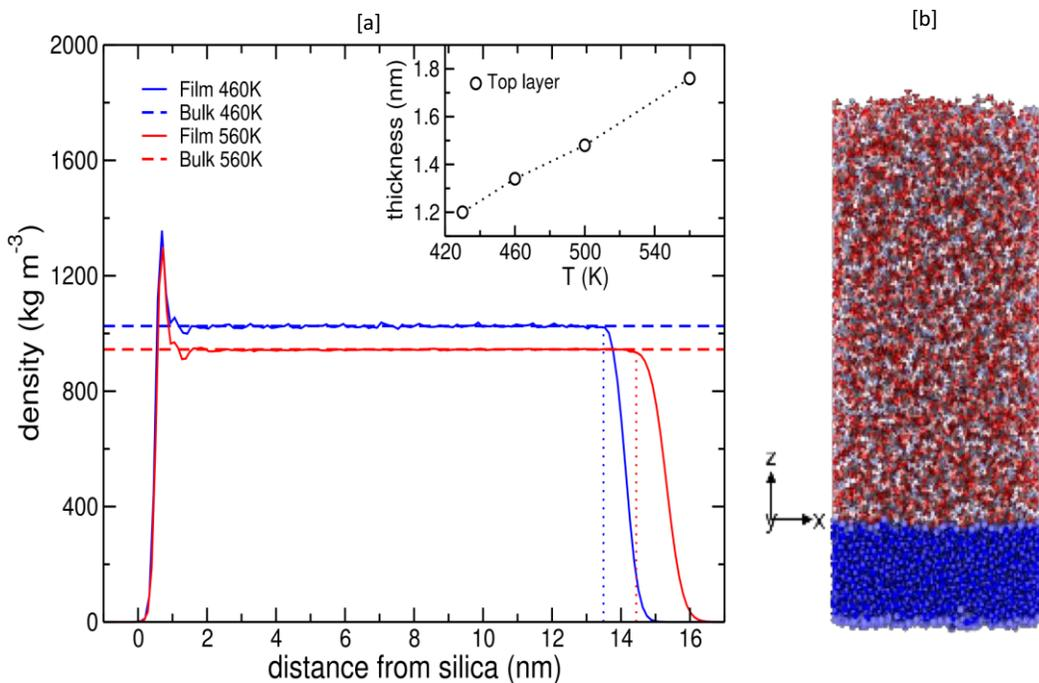 [a]
[b]
2000
1600
1200
800
400
0
density (kg m-3)
Film 460K
Bulk 460K
Film 560K
Bulk 560K
1.8
1.6
1.4
1.2
thickness (nm)
Top layer
420 460 500 540
T (K)
0 2 4 6 8 10 12 14 16
distance from silica (nm)
z
y x